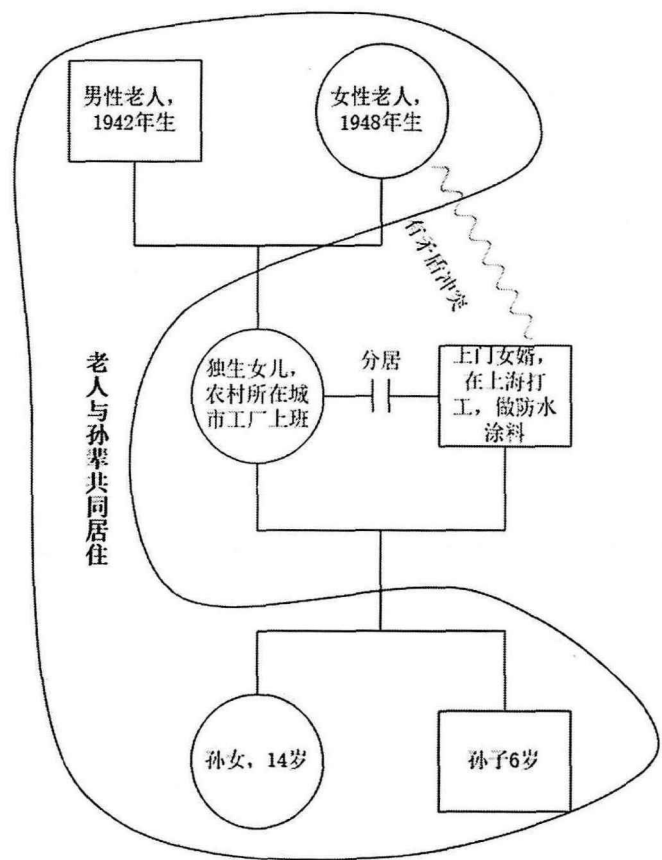 男性老人，
1942年生
女性老人，
1948年生
有矛盾冲突
老人与孙辈共同居住
独生女儿，
农村所在城
市工厂上班
分居
上门女婿，
在上海打
工，做防水
涂料
孙女，14岁
孙子6岁